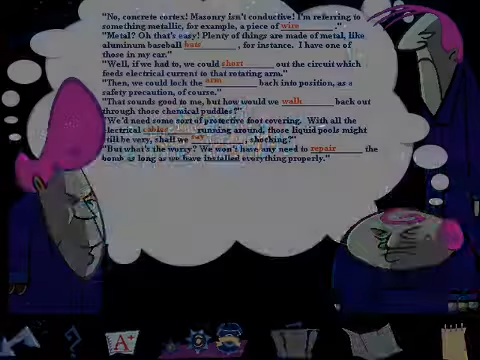 "No, concrete cortex! Masonry isn't conductive! I'm referring to
something metallic, for example, a piece of wire."
"Metal? Oh that's easy! Plenty of things are made of metal, like
aluminum baseball bats, for instance. I have one of
those in my car."
"Well, if we had to, we could short out the circuit which
feeds electrical current to that rotating arm."
"Then, we could lock the arm back into position, as a
safety precaution, of course."
"That sounds good to me, but how would we walk back out
through those chemical puddles?"
"We'd need some sort of protective foot covering. With all the
electrical cables running around, those liquid pools might
still be very, shall we say, shocking?"
"But what's the worry? We won't have any need to repair the
bomb as long as we have installed everything properly."
A+